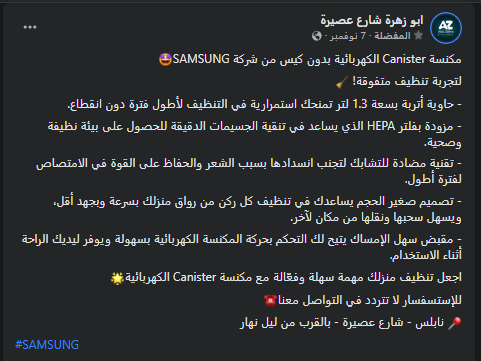 ابو زهرة شارع عصيرة
المفضلة · 7 نوفمبر ·
مكنسة Canister الكهربائية بدون كيس من شركة SAMSUNG🤩
لتجربة تنظيف متفوقة! 🧹
- حاوية أتربة بسعة 1.3 لتر تمنحك استمرارية في التنظيف لأطول فترة دون انقطاع.
- مزودة بفلتر HEPA الذي يساعد في تنقية الجسيمات الدقيقة للحصول على بيئة نظيفة
وصحية.
- تقنية مضادة للتشابك لتجنب انسدادها بسبب الشعر والحفاظ على القوة في الامتصاص
لفترة أطول.
- تصميم صغير الحجم يساعدك في تنظيف كل ركن من رواق منزلك بسرعة وبجهد أقل،
ويسهل سحبها ونقلها من مكان لآخر.
- مقبض سهل الإمساك يتيح لك التحكم بحركة المكنسة الكهربائية بسهولة ويوفر ليديك الراحة
أثناء الاستخدام.
اجعل تنظيف منزلك مهمة سهلة وفعّالة مع مكنسة Canister الكهربائية🌟
للإستفسار لا تتردد في التواصل معنا☎️
📍 نابلس - شارع عصيرة - بالقرب من ليل نهار
#SAMSUNG